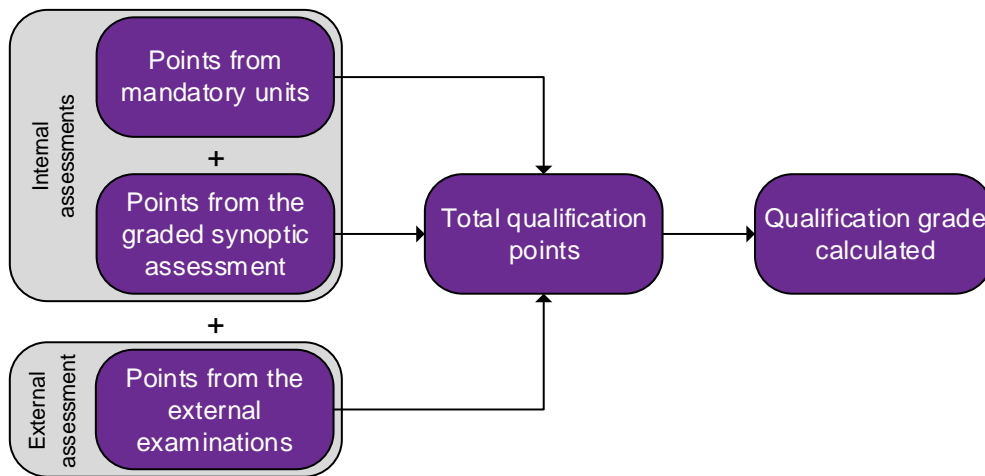 Internal
assessments
Points from
mandatory units
+
Points from the
graded synoptic
assessment
+
External
assessment
Points from the
external
examinations
Total qualification
points
Qualification grade
calculated